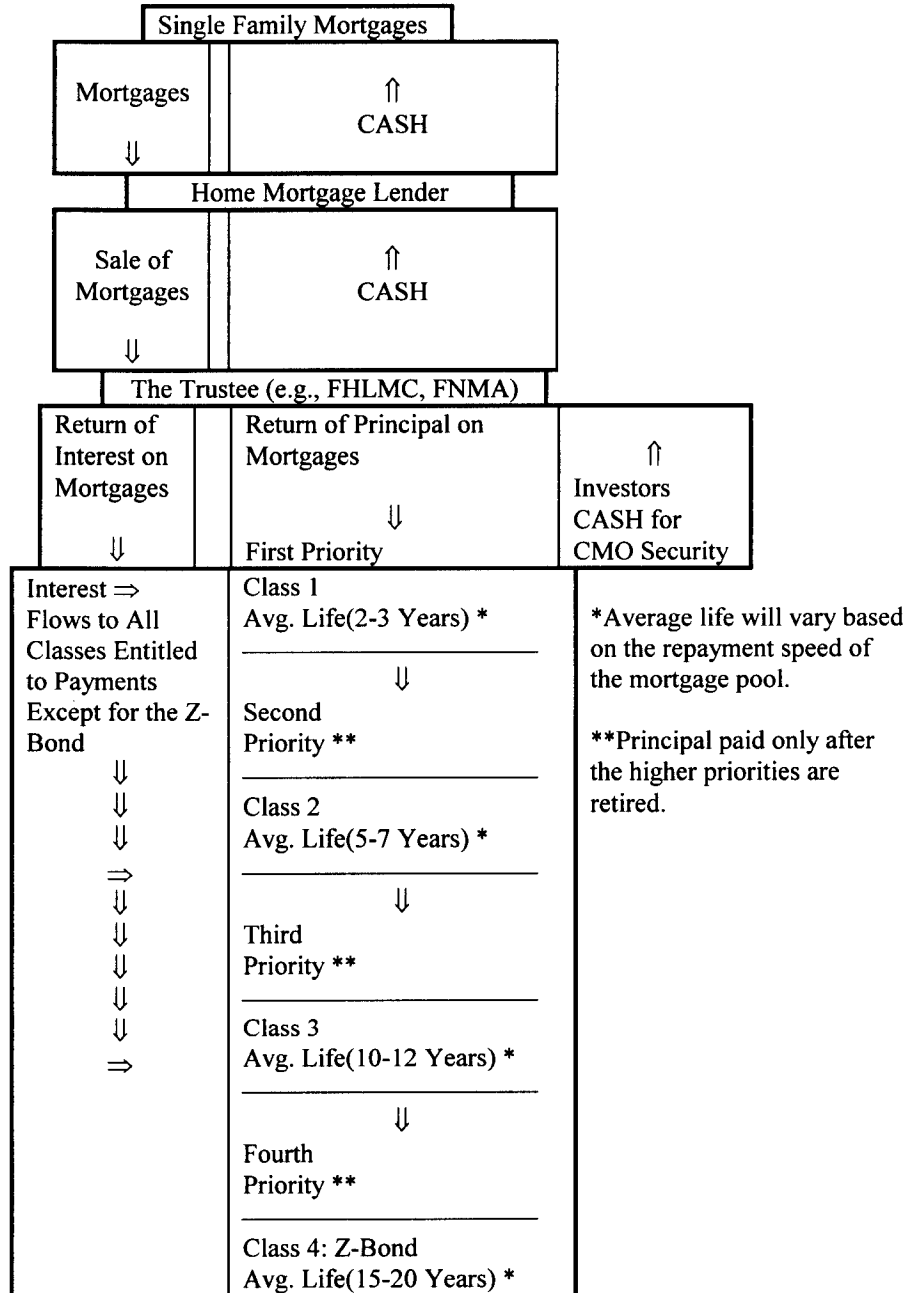 Single Family Mortgages
Mortgages
⇓
⇑
CASH
Home Mortgage Lender
Sale of
Mortgages
⇓
⇑
CASH
The Trustee (e.g., FHLMC, FNMA)
Return of
Interest on
Mortgages
⇓
Return of Principal on
Mortgages
⇓
First Priority
⇑
Investors
CASH for
CMO Security
Interest ⇒
Flows to All
Classes Entitled
to Payments
Except for the Z-
Bond
⇓
⇓
⇓
⇒
⇓
⇓
⇓
⇓
⇓
⇒
Class 1
Avg. Life(2-3 Years) *
⇓
Second
Priority **
Class 2
Avg. Life(5-7 Years) *
⇓
Third
Priority **
Class 3
Avg. Life(10-12 Years) *
⇓
Fourth
Priority **
Class 4: Z-Bond
Avg. Life(15-20 Years) *
*Average life will vary based
on the repayment speed of
the mortgage pool.
**Principal paid only after
the higher priorities are
retired.